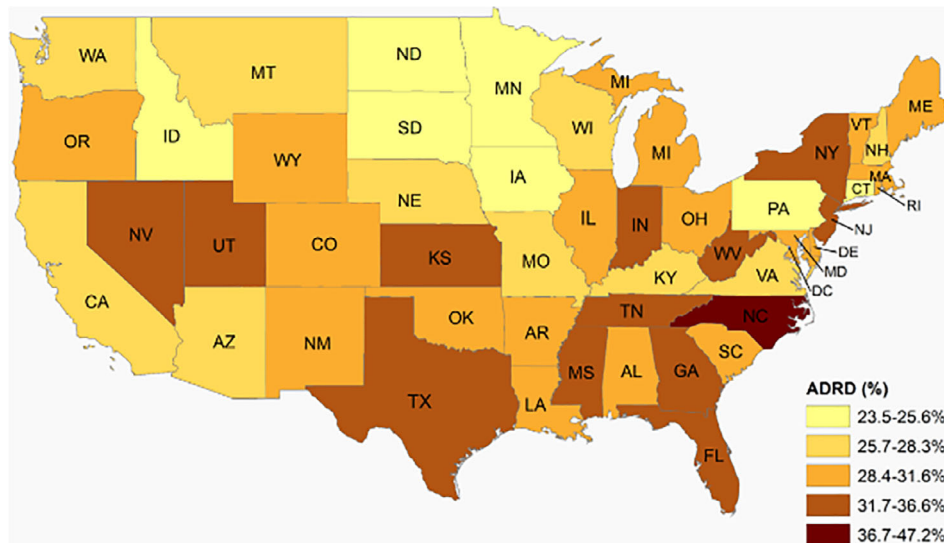 WA
MT
ND
MN
MI
ME
OR
ID
SD
WI
VT
NH
NY
MI
MA
CT
RI
WY
IA
NE
PA
NJ
NV
UT
CO
KS
IL
IN
OH
WV
DE
MD
MO
KY
VA
DC
CA
AZ
NM
OK
AR
TN
NC
SC
TX
LA
MS
AL
GA
FL
ADRD (%)
23.5-25.6%
25.7-28.3%
28.4-31.6%
31.7-36.6%
36.7-47.2%